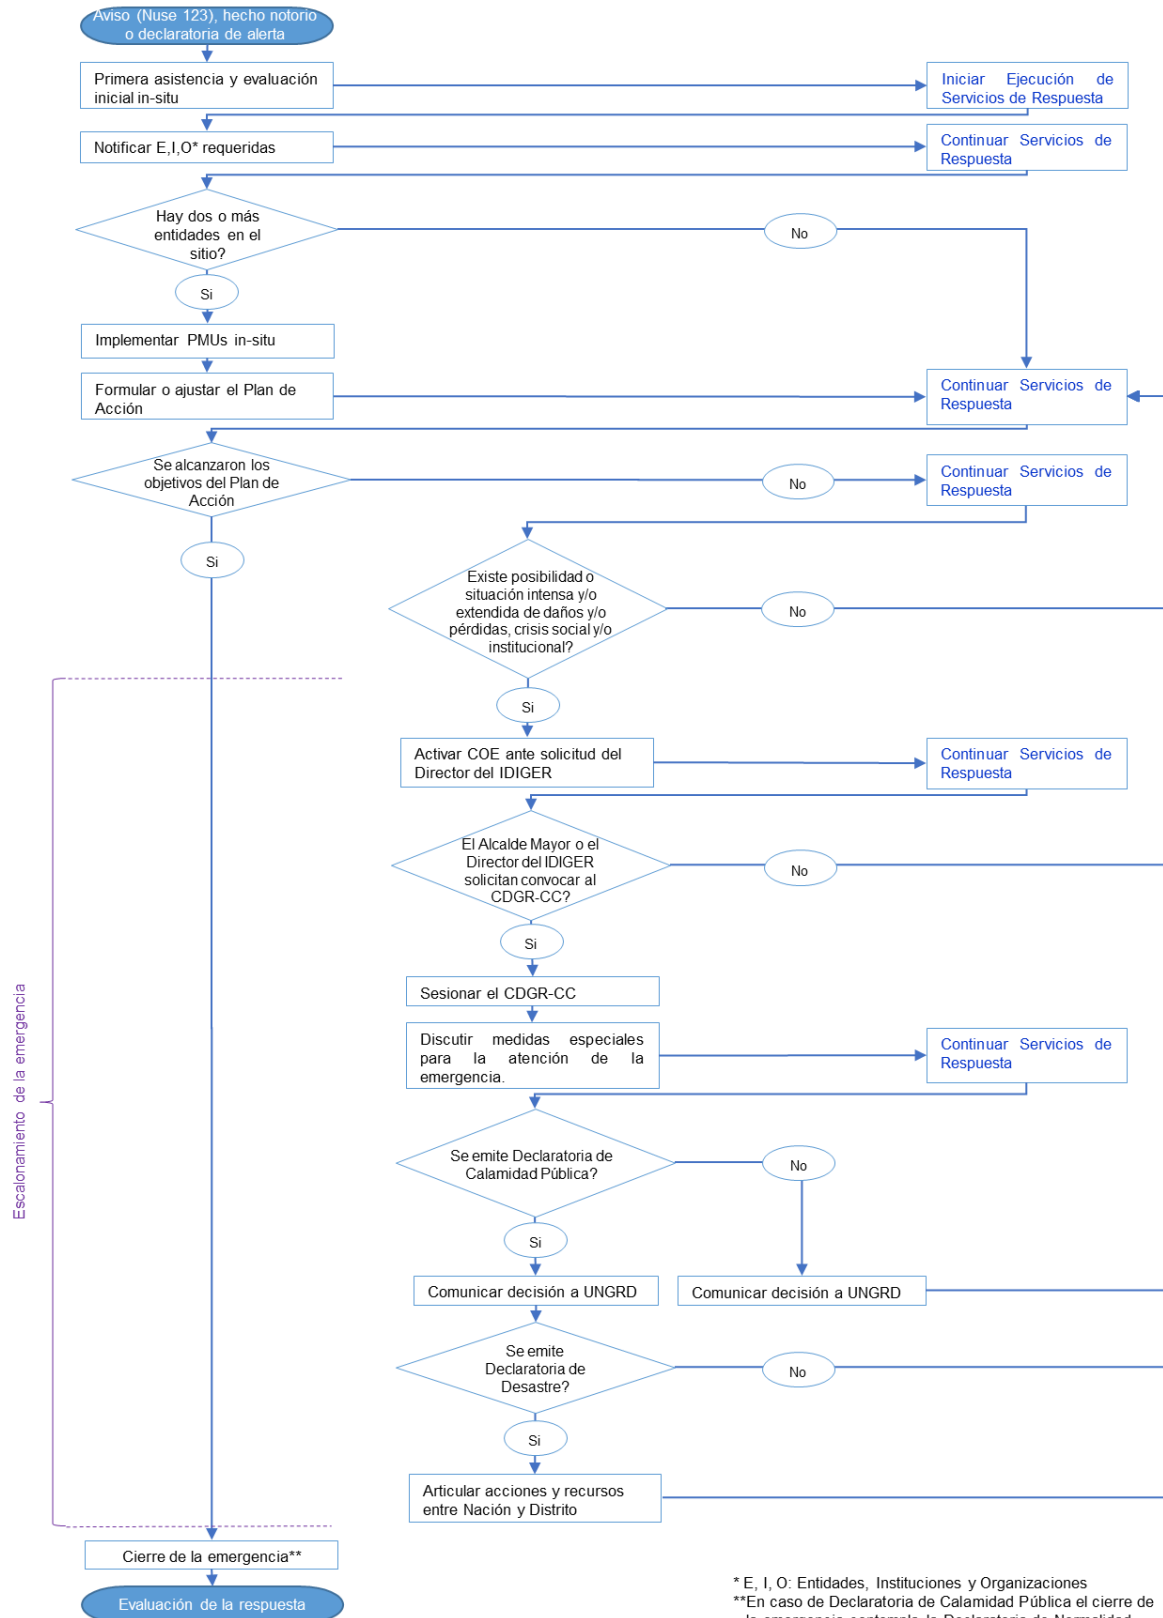 Aviso (Nuse 123), hecho notorio
o declaratoria de alerta
Primera asistencia y evaluación
inicial in-situ
Iniciar Ejecución de
Servicios de Respuesta
Notificar E,I,O* requeridas
Continuar Servicios de
Respuesta
Hay dos o más
entidades en el
sitio?
No
Si
Implementar PMUs in-situ
Formular o ajustar el Plan de
Acción
Continuar Servicios de
Respuesta
Se alcanzaron los
objetivos del Plan de
Acción
No
Continuar Servicios de
Respuesta
Si
Existe posibilidad o
situación intensa y/o
extendida de daños y/o
pérdidas, crisis social y/o
institucional?
No
Si
Activar COE ante solicitud del
Director del IDIGER
Continuar Servicios de
Respuesta
El Alcalde Mayor o el
Director del IDIGER
solicitan convocar al
CDGR-CC?
No
Si
Sesionar el CDGR-CC
Discutir medidas especiales
para la atención de la
emergencia.
Continuar Servicios de
Respuesta
Escalonamiento de la emergencia
Se emite Declaratoria de
Calamidad Pública?
No
Si
Comunicar decisión a UNGRD
Comunicar decisión a UNGRD
Se emite
Declaratoria de
Desastre?
No
Si
Articular acciones y recursos
entre Nación y Distrito
Cierre de la emergencia**
Evaluación de la respuesta
* E, I, O: Entidades, Instituciones y Organizaciones
**En caso de Declaratoria de Calamidad Pública el cierre de
la emergencia contempla la Declaratoria de Normalidad